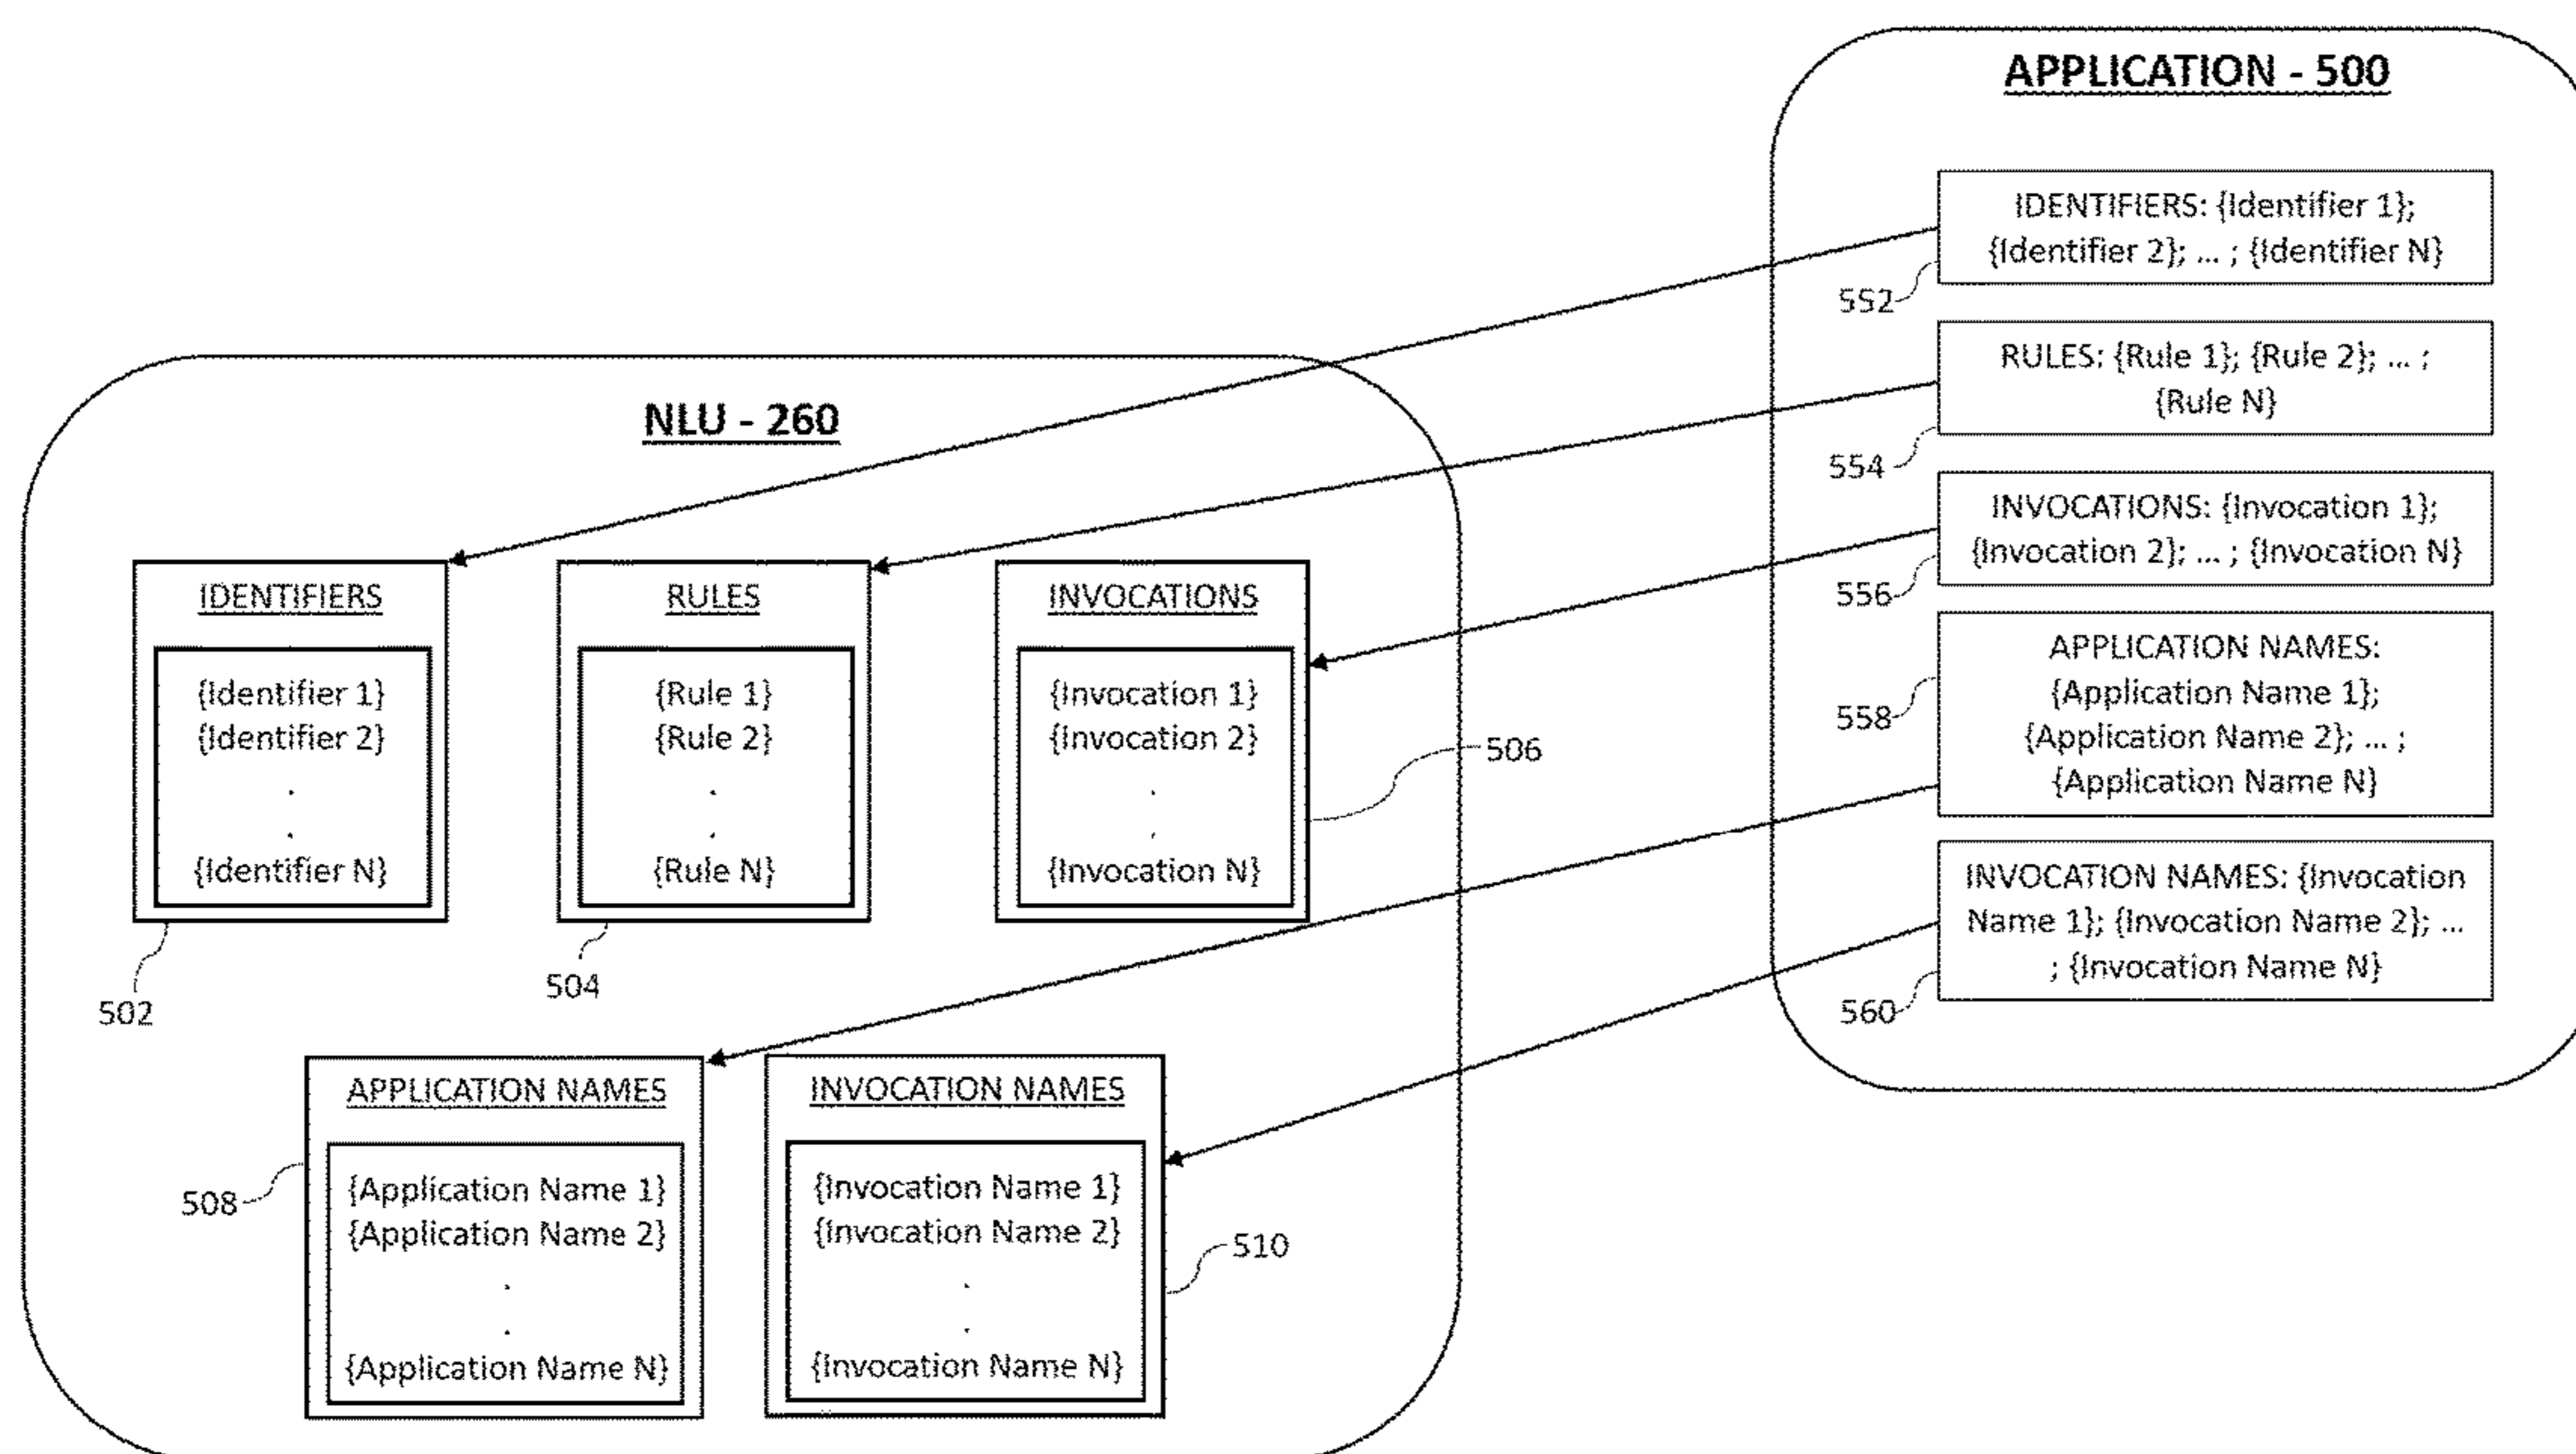 APPLICATION - 500
IDENTIFIERS: {Identifier 1};
{Identifier 2}; ... ; {Identifier N}
552
RULES: {Rule 1}; {Rule 2}; ... ;
{Rule N}
554
INVOCATIONS: {Invocation 1};
{Invocation 2}; ... ; {Invocation N}
556
APPLICATION NAMES:
{Application Name 1};
{Application Name 2}; ... ;
{Application Name N}
558
INVOCATION NAMES: {Invocation
Name 1}; {Invocation Name 2}; ...
; {Invocation Name N}
560
NLU - 260
IDENTIFIERS
{Identifier 1}
{Identifier 2}
.
.
{Identifier N}
502
RULES
{Rule 1}
{Rule 2}
.
.
{Rule N}
504
INVOCATIONS
{Invocation 1}
{Invocation 2}
.
.
{Invocation N}
506
APPLICATION NAMES
{Application Name 1}
{Application Name 2}
.
.
{Application Name N}
508
INVOCATION NAMES
{Invocation Name 1}
{Invocation Name 2}
.
.
{Invocation Name N}
510